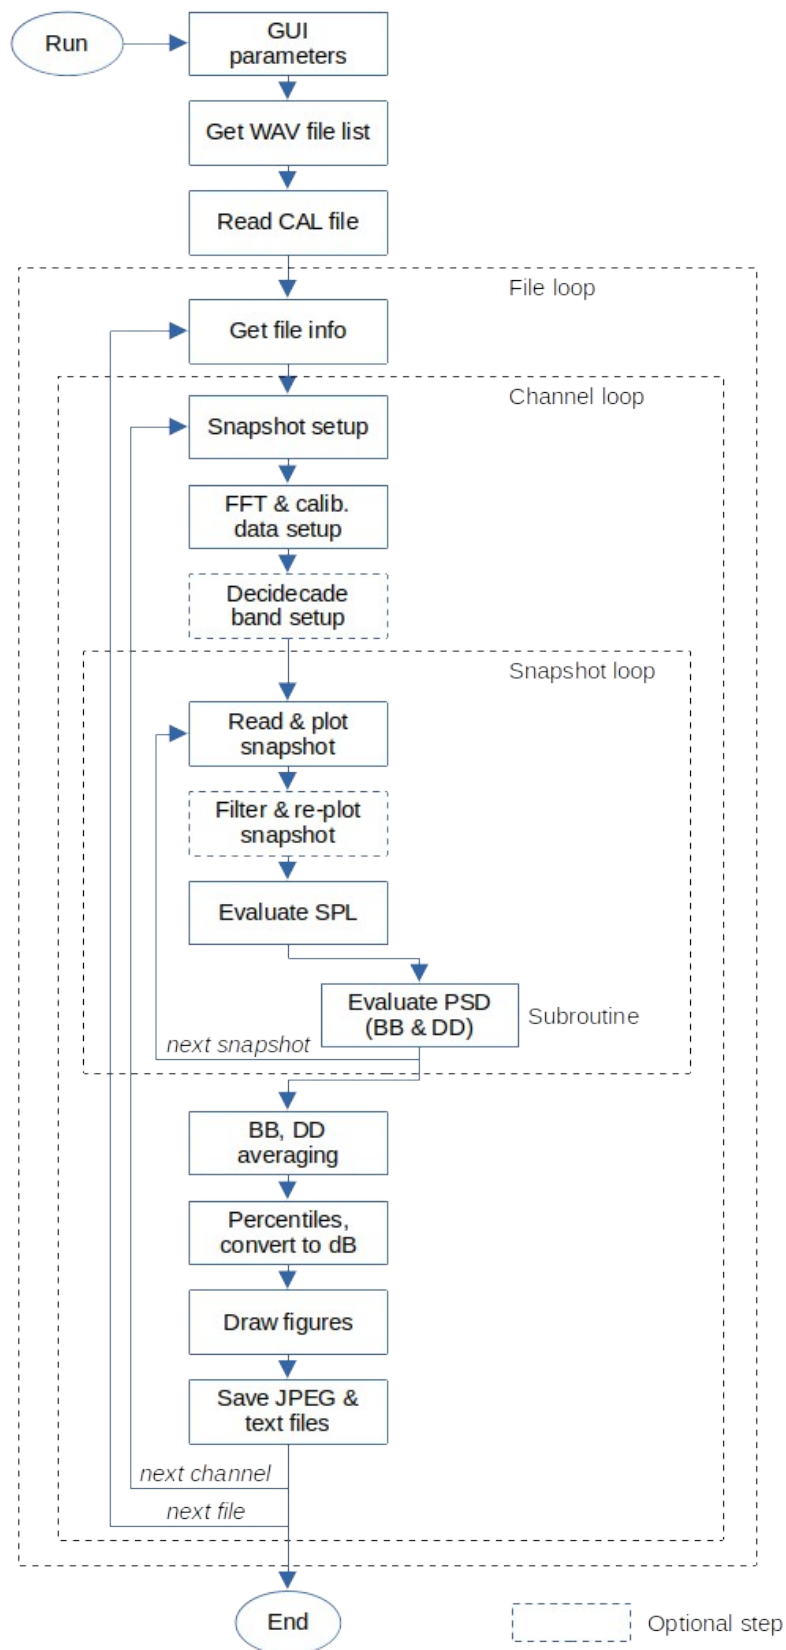 Run
GUI
parameters
Get WAV file list
Read CAL file
File loop
Get file info
Channel loop
Snapshot setup
FFT & calib.
data setup
Decidecade
band setup
Snapshot loop
Read & plot
snapshot
Filter & re-plot
snapshot
Evaluate SPL
Evaluate PSD
(BB & DD)
Subroutine
next snapshot
BB, DD
averaging
Percentiles,
convert to dB
Draw figures
Save JPEG &
text files
next channel
next file
End
Optional step